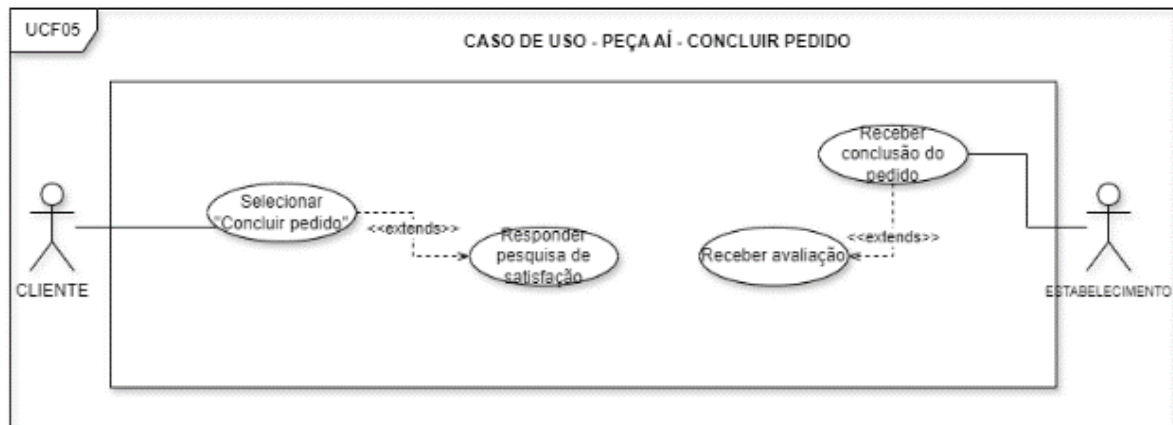 UCF05
CASO DE USO - PEÇA AÍ - CONCLUIR PEDIDO
Receber
conclusão do
pedido
Selecionar
"Concluir pedido"
<<extends>>
Responder
pesquisa de
satisfação
<<extends>>
Receber avaliação
CLIENTE
ESTABELECIMENTO